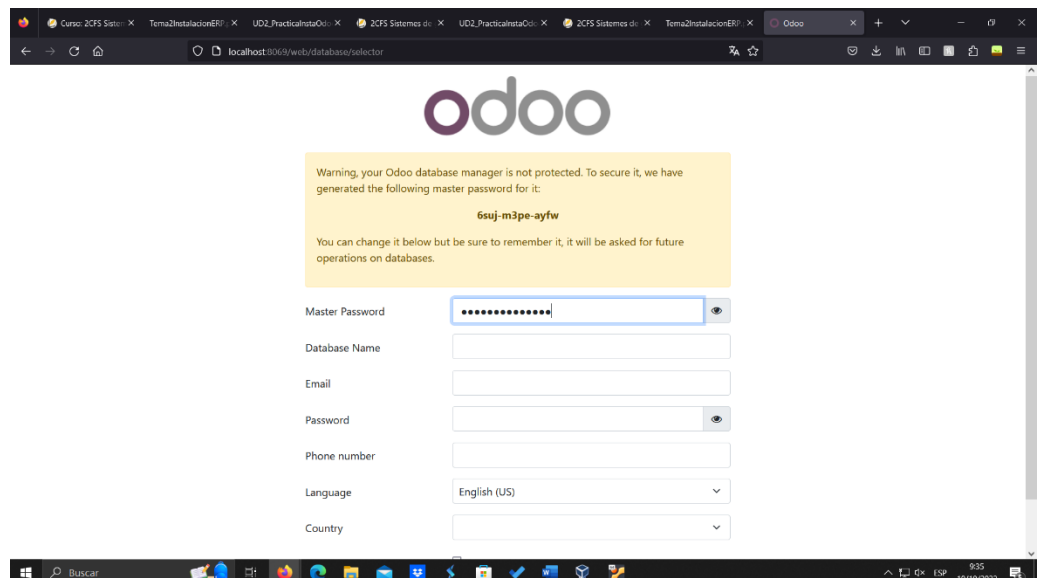 Curso: 2CFS Sistem
Tema2InstalacionERP
UD2_PracticaInstaOdo
2CFS Sistemes de
UD2_PracticaInstaOdo
2CFS Sistemes de
Tema2InstalacionERP
Odoo
localhost:8069/web/database/selector
odoo
Warning, your Odoo database manager is not protected. To secure it, we have
generated the following master password for it:
6suj-m3pe-ayfw
You can change it below but be sure to remember it, it will be asked for future
operations on databases.
Master Password
Database Name
Email
Password
Phone number
Language English (US)
Country
Buscar
ESP
9:35